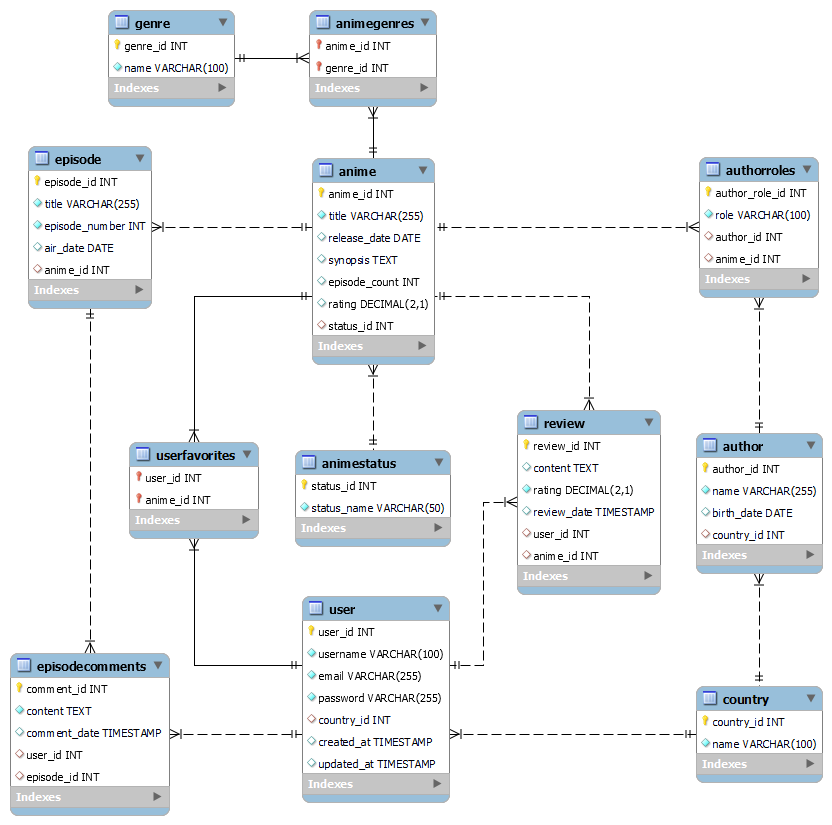 genre
genre_id INT
name VARCHAR(100)
Indexes
animegenres
anime_id INT
genre_id INT
Indexes
episode
episode_id INT
title VARCHAR(255)
episode_number INT
air_date DATE
anime_id INT
Indexes
anime
anime_id INT
title VARCHAR(255)
release_date DATE
synopsis TEXT
episode_count INT
rating DECIMAL(2,1)
status_id INT
Indexes
authorroles
author_role_id INT
role VARCHAR(100)
author_id INT
anime_id INT
Indexes
userfavorites
user_id INT
anime_id INT
Indexes
animestatus
status_id INT
status_name VARCHAR(50)
Indexes
review
review_id INT
content TEXT
rating DECIMAL(2,1)
review_date TIMESTAMP
user_id INT
anime_id INT
Indexes
author
author_id INT
name VARCHAR(255)
birth_date DATE
country_id INT
Indexes
episodecomments
comment_id INT
content TEXT
comment_date TIMESTAMP
user_id INT
episode_id INT
Indexes
user
user_id INT
username VARCHAR(100)
email VARCHAR(255)
password VARCHAR(255)
country_id INT
created_at TIMESTAMP
updated_at TIMESTAMP
Indexes
country
country_id INT
name VARCHAR(100)
Indexes